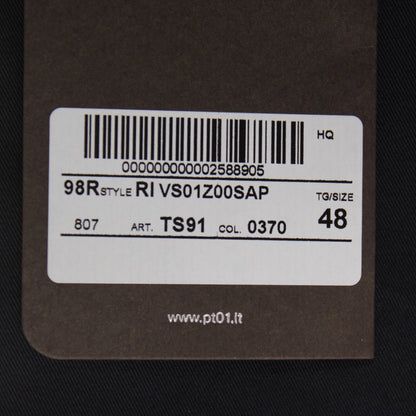 HQ
000000000002588905
98R STYLE RI VS01Z00SAP
TG/SIZE
807 ART. TS91 COL. 0370 48
www.pt01.it